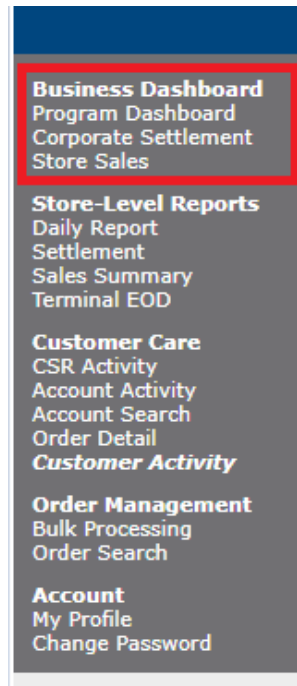 Business Dashboard
Program Dashboard
Corporate Settlement
Store Sales
Store-Level Reports
Daily Report
Settlement
Sales Summary
Terminal EOD
Customer Care
CSR Activity
Account Activity
Account Search
Order Detail
Customer Activity
Order Management
Bulk Processing
Order Search
Account
My Profile
Change Password